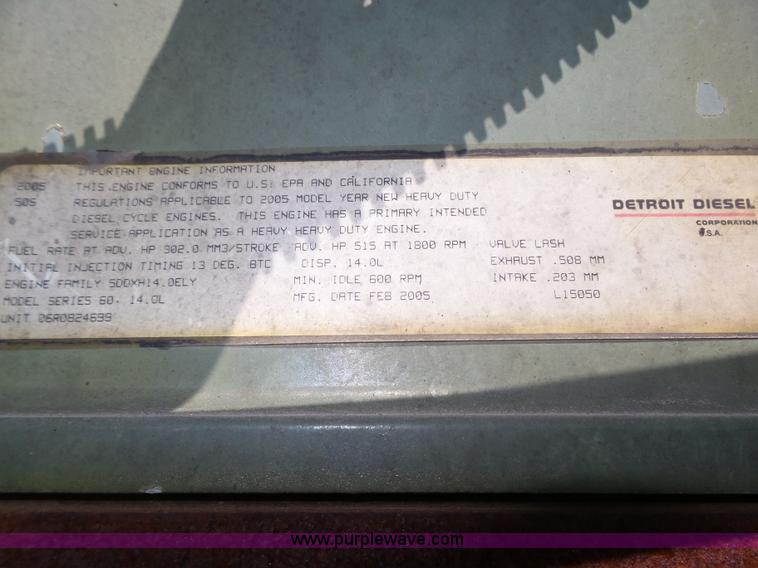 IMPORTANT ENGINE INFORMATION
2005 THIS ENGINE CONFORMS TO U.S. EPA AND CALIFORNIA
50S REGULATIONS APPLICABLE TO 2005 MODEL YEAR NEW HEAVY DUTY
DIESEL CYCLE ENGINES. THIS ENGINE HAS A PRIMARY INTENDED
SERVICE APPLICATION AS A HEAVY HEAVY DUTY ENGINE.
FUEL RATE AT ADV. HP 302.0 MM3/STROKE ADV. HP 515 AT 1800 RPM VALVE LASH
INITIAL INJECTION TIMING 13 DEG. BTC DISP. 14.0L EXHAUST .508 MM
ENGINE FAMILY 5DDXH14.0ELY MIN. IDLE 600 RPM INTAKE .203 MM
MODEL SERIES 60. 14.0L MFG. DATE FEB 2005 L15050
UNIT 06R0824699
DETROIT DIESEL
CORPORATION
U.S.A.
www.purplewave.com